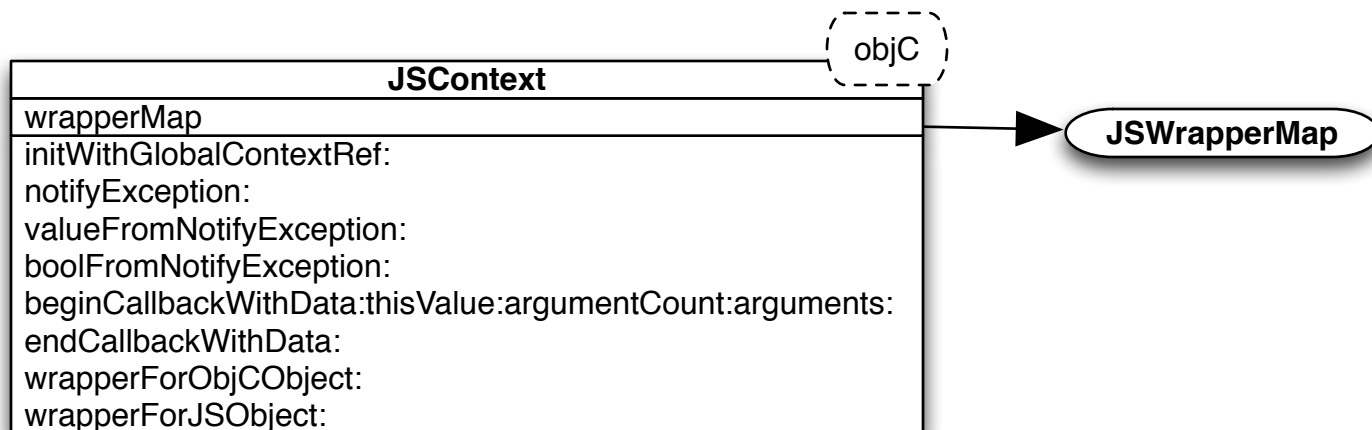 objC
JSContext
wrapperMap
JSWrapperMap
initWithGlobalContextRef:
notifyException:
valueFromNotifyException:
boolFromNotifyException:
beginCallbackWithData:thisValue:argumentCount:arguments:
endCallbackWithData:
wrapperForObjCObject:
wrapperForJSObject: